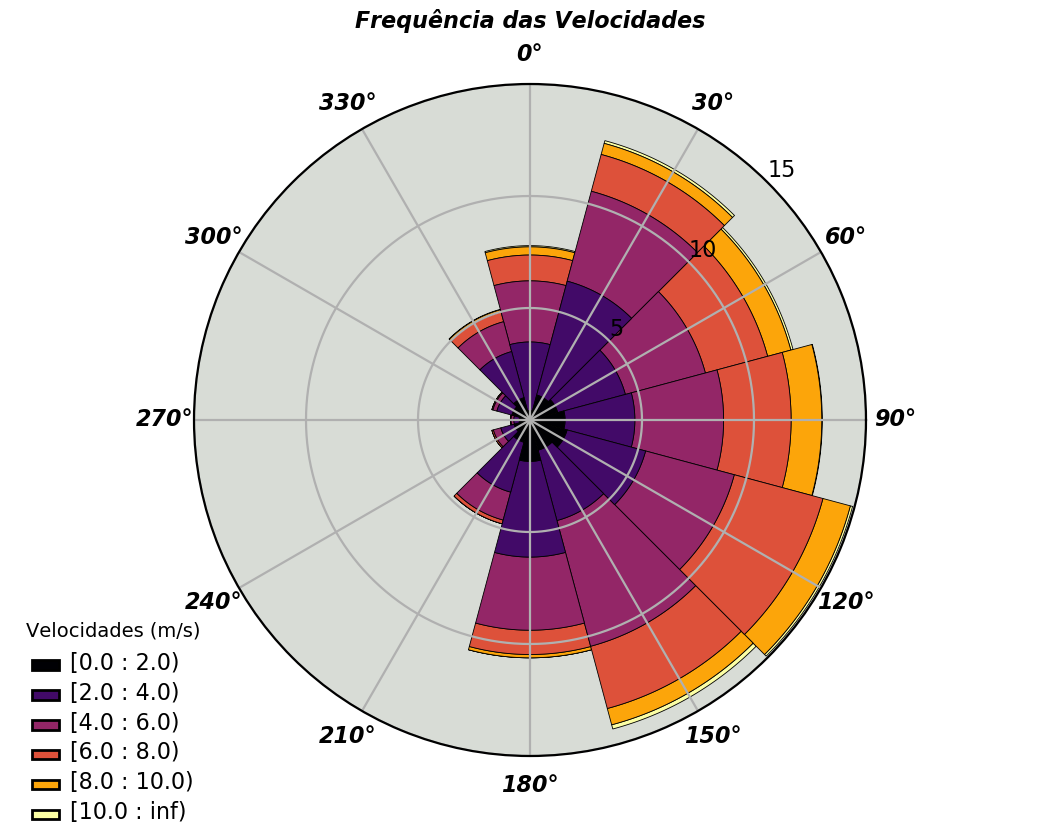 Frequência das Velocidades
0°
330°
30°
15
300°
60°
10
5
270°
90°
240°
120°
210°
150°
180°
Velocidades (m/s)
[0.0 : 2.0)
[2.0 : 4.0)
[4.0 : 6.0)
[6.0 : 8.0)
[8.0 : 10.0)
[10.0 : inf)